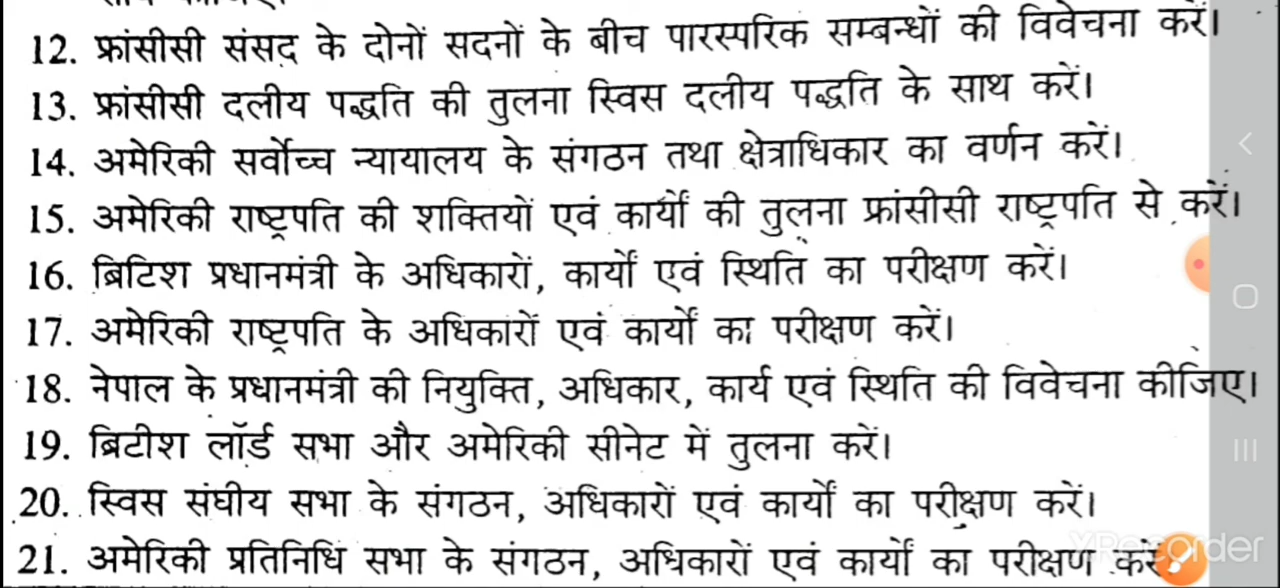 12. फ्रांसीसी संसद के दोनों सदनों के बीच पारस्परिक सम्बन्धों की विवेचना करें।
13. फ्रांसीसी दलीय पद्धति की तुलना स्विस दलीय पद्धति के साथ करें।
14. अमेरिकी सर्वोच्च न्यायालय के संगठन तथा क्षेत्राधिकार का वर्णन करें।
15. अमेरिकी राष्ट्रपति की शक्तियों एवं कार्यों की तुलना फ्रांसीसी राष्ट्रपति से करें।
16. ब्रिटिश प्रधानमंत्री के अधिकारों, कार्यों एवं स्थिति का परीक्षण करें।
17. अमेरिकी राष्ट्रपति के अधिकारों एवं कार्यों का परीक्षण करें।
18. नेपाल के प्रधानमंत्री की नियुक्ति, अधिकार, कार्य एवं स्थिति की विवेचना कीजिए।
19. ब्रिटीश लॉर्ड सभा और अमेरिकी सीनेट में तुलना करें।
20. स्विस संघीय सभा के संगठन, अधिकारों एवं कार्यों का परीक्षण करें।
21. अमेरिकी प्रतिनिधि सभा के संगठन, अधिकारों एवं कार्यों का परीक्षण करें
XRecorder